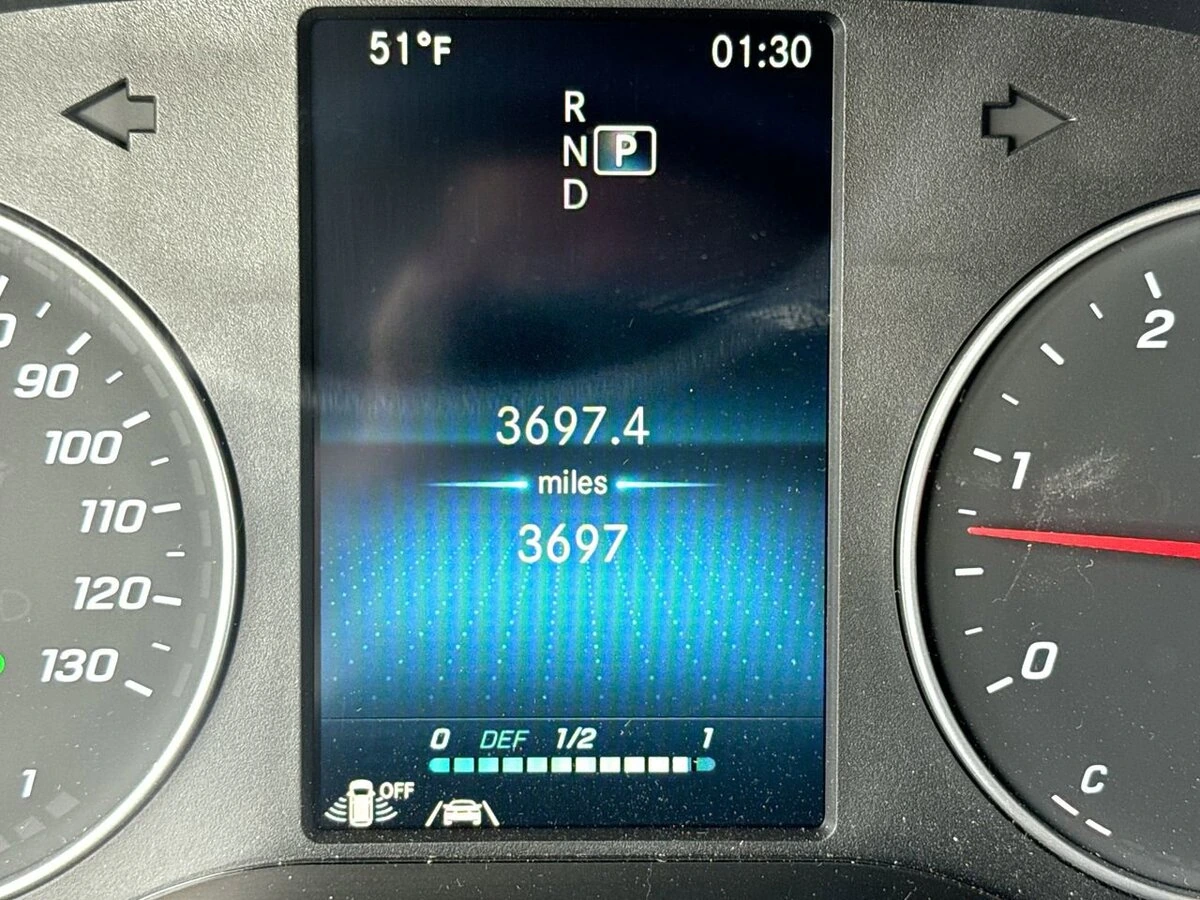 51°F 01:30
R
N P
D
90
100
110
120
130
1
3697.4
miles
3697
0 DEF 1/2 1
OFF
2
1
0
C